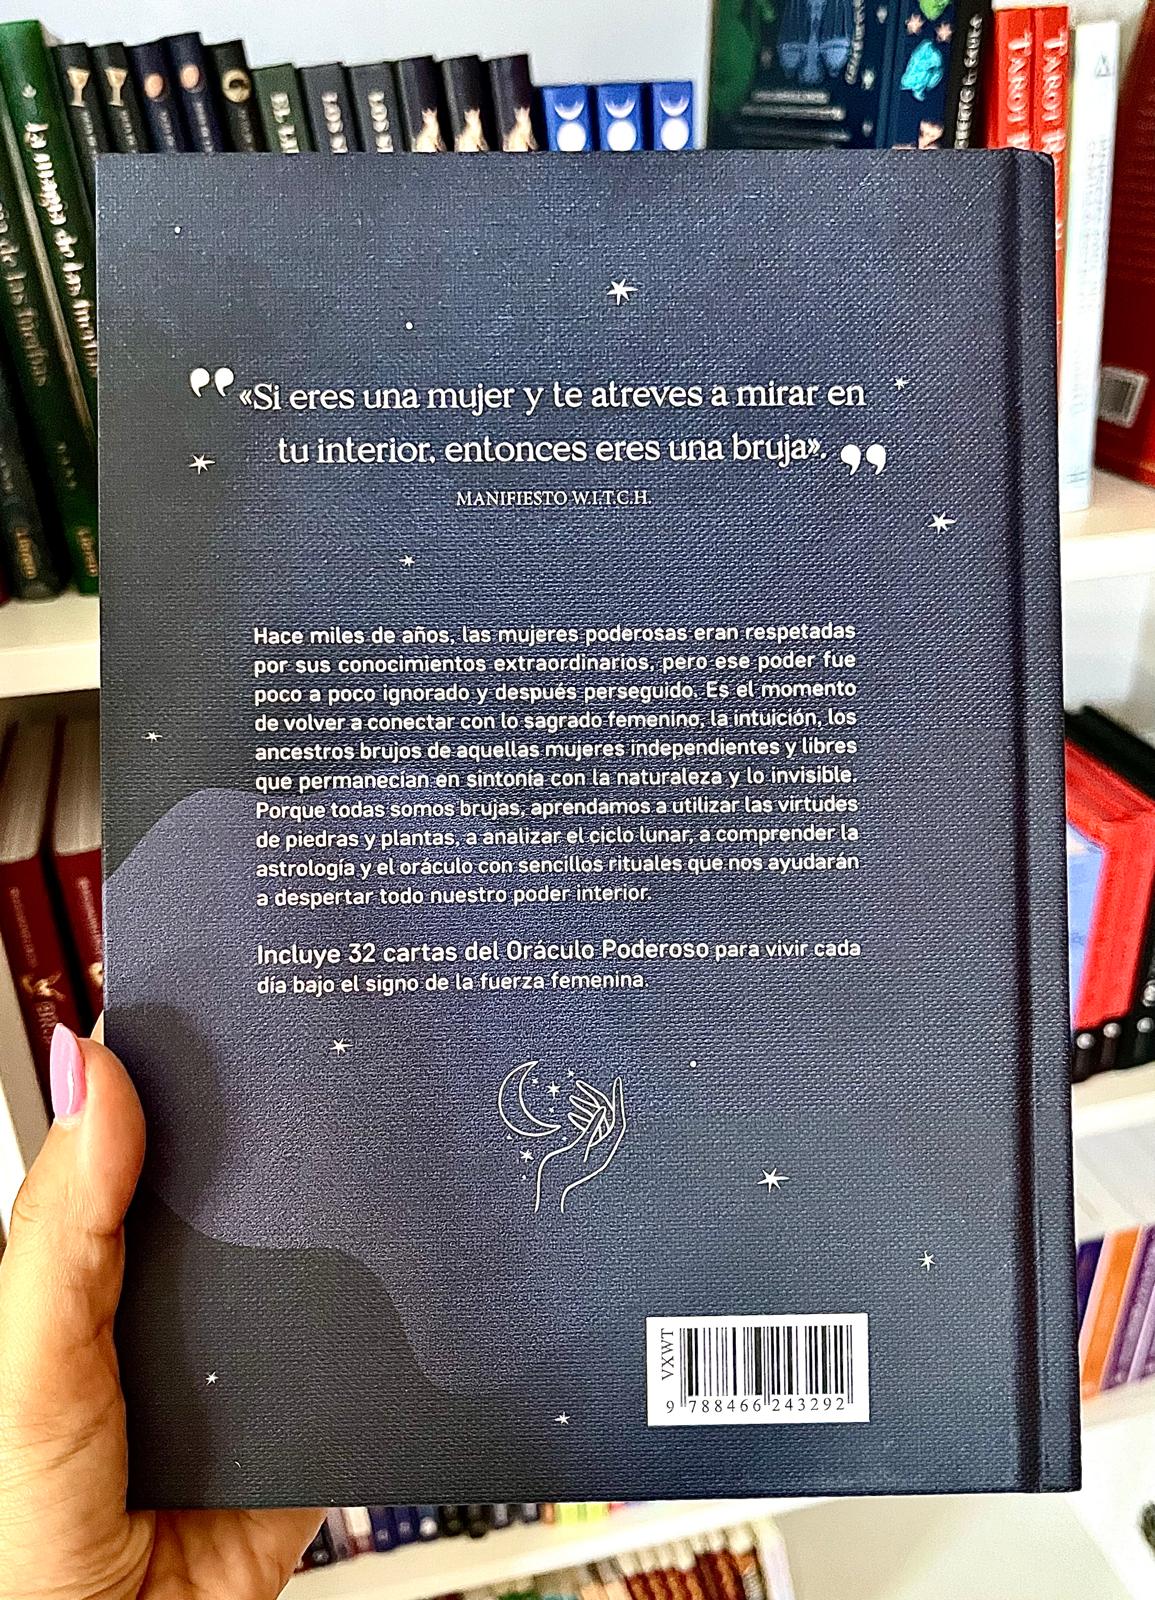 La magia de las
TAROT
TAROT
«Si eres una mujer y te atreves a mirar en
tu interior, entonces eres una bruja».
MANIFIESTO W.I.T.C.H.
Hace miles de años, las mujeres poderosas eran respetadas
por sus conocimientos extraordinarios, pero ese poder fue
poco a poco ignorado y después perseguido. Es el momento
de volver a conectar con lo sagrado femenino, la intuición, los
ancestros brujos de aquellas mujeres independientes y libres
que permanecían en sintonía con la naturaleza y lo invisible.
Porque todas somos brujas, aprendamos a utilizar las virtudes
de piedras y plantas, a analizar el ciclo lunar, a comprender la
astrología y el oráculo con sencillos rituales que nos ayudarán
a despertar todo nuestro poder interior.
Incluye 32 cartas del Oráculo Poderoso para vivir cada
día bajo el signo de la fuerza femenina.
VXWT
9 788466 243292